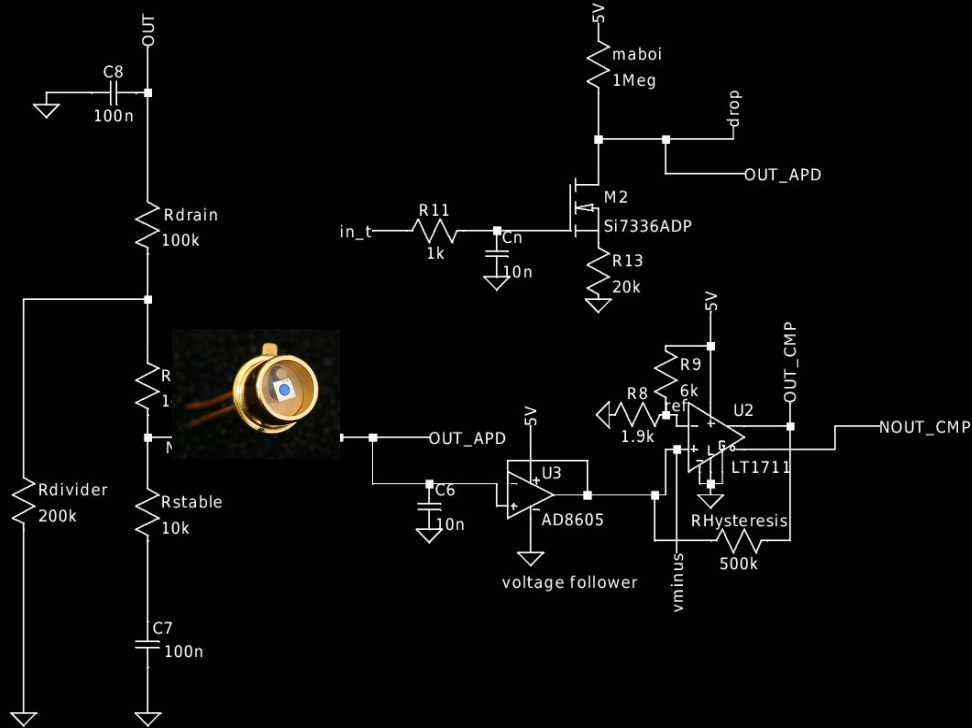 OUT
C8
100n
Rdrain
100k
Rdivider
200k
Rstable
10k
C7
100n
5V
maboi
1Meg
drop
OUT_APD
M2
Si7336ADP
in_t
R11
1k
Cn
10n
R13
20k
5V
R9
6k
R8
1.9k
ref
U2
LT1711
OUT_CMP
NOUT_CMP
OUT_APD
C6
10n
5V
U3
AD8605
voltage follower
RHysteresis
500k
vminus